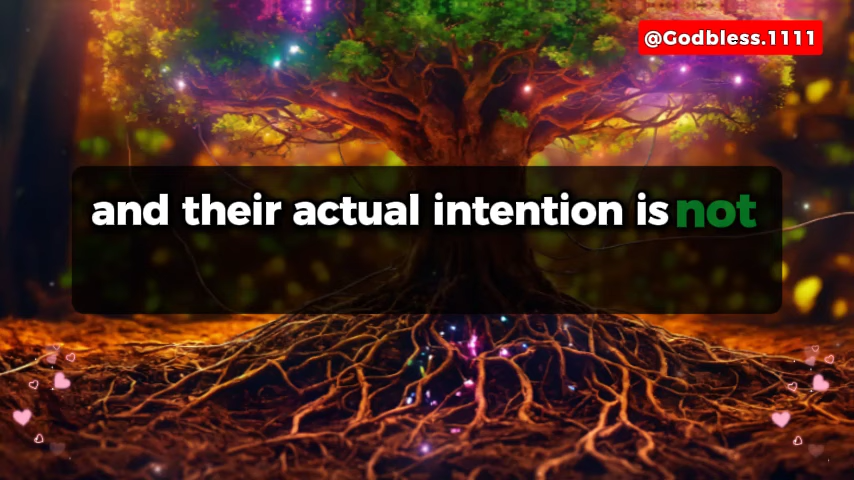 @Godbless.1111
and their actual intention is not